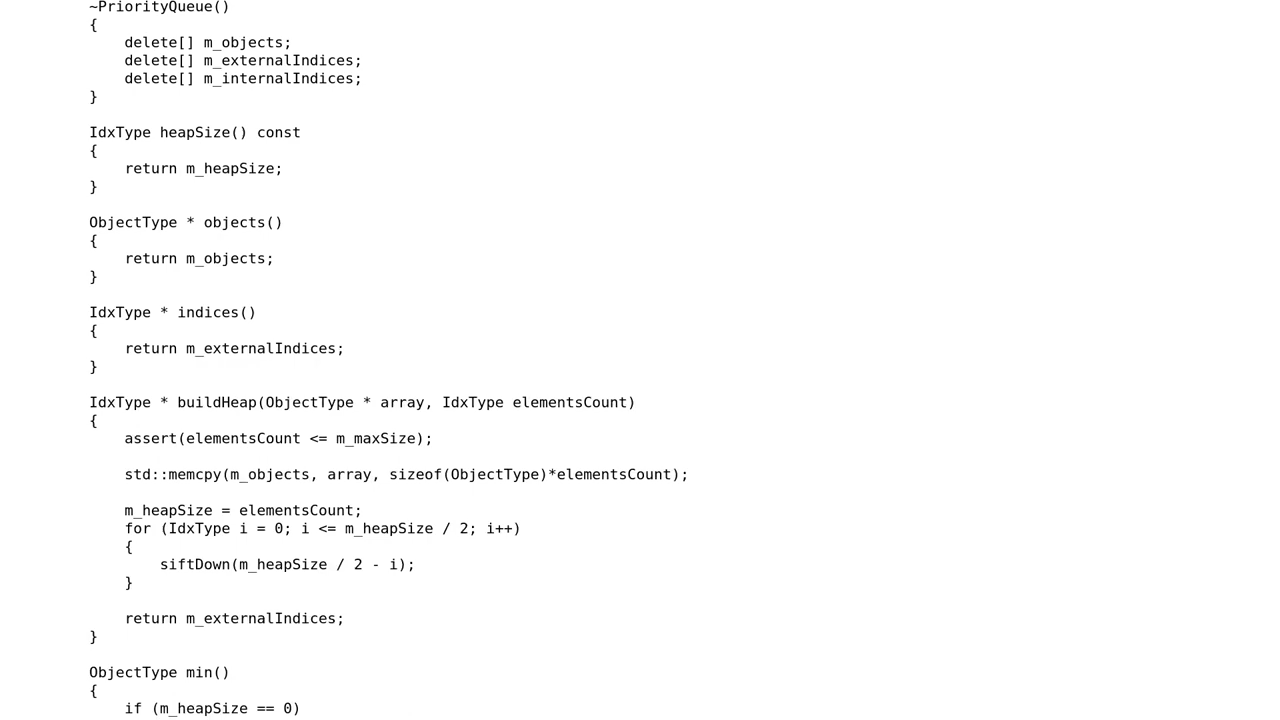 ~PriorityQueue()
{
    delete[] m_objects;
    delete[] m_externalIndices;
    delete[] m_internalIndices;
}

IdxType heapSize() const
{
    return m_heapSize;
}

ObjectType * objects()
{
    return m_objects;
}

IdxType * indices()
{
    return m_externalIndices;
}

IdxType * buildHeap(ObjectType * array, IdxType elementsCount)
{
    assert(elementsCount <= m_maxSize);

    std::memcpy(m_objects, array, sizeof(ObjectType)*elementsCount);

    m_heapSize = elementsCount;
    for (IdxType i = 0; i <= m_heapSize / 2; i++)
    {
        siftDown(m_heapSize / 2 - i);
    }

    return m_externalIndices;
}

ObjectType min()
{
    if (m_heapSize == 0)